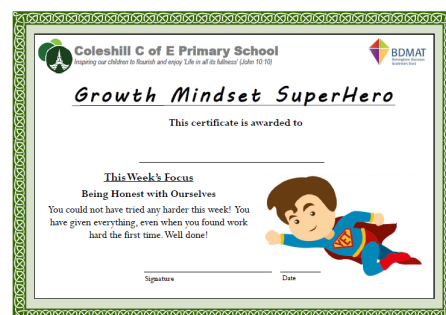 Coleshill C of E Primary School
Inspiring our children to flourish and enjoy 'Life in all its fullness' (John 10:10)
BDMAT
Growth Mindset SuperHero
This certificate is awarded to
This Week's Focus
Being Honest with Ourselves
You could not have tried any harder this week! You
have given everything, even when you found work
hard the first time. Well done!
YET
Signature Date